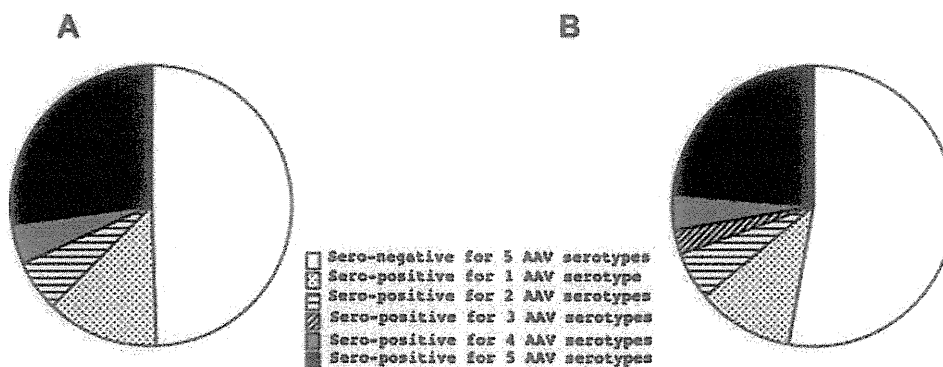 A
B
Sero-negative for 5 AAV serotypes
Sero-positive for 1 AAV serotype
Sero-positive for 2 AAV serotypes
Sero-positive for 3 AAV serotypes
Sero-positive for 4 AAV serotypes
Sero-positive for 5 AAV serotypes